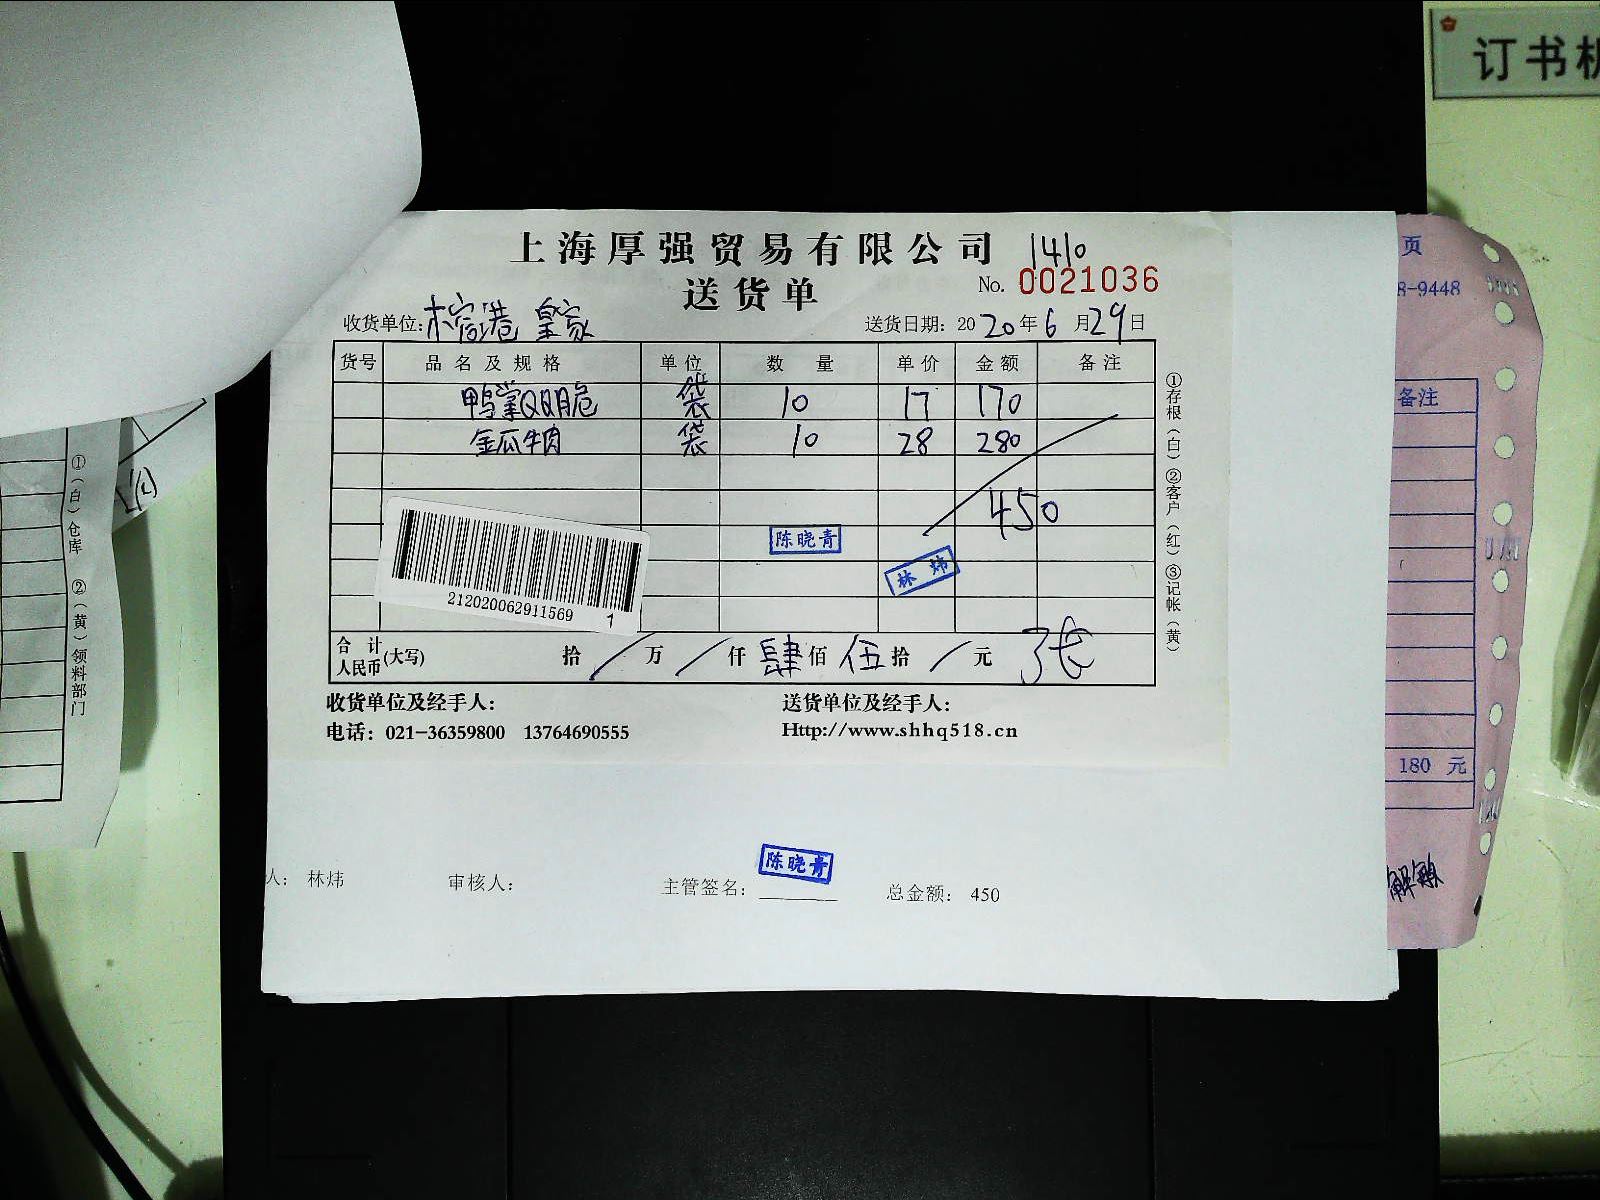 订书机
上海厚强贸易有限公司 1410
送货单 No. 0021036
收货单位: 榕港 皇家 送货日期: 2020年6月29日
货号 品名及规格 单位 数量 单价 金额 备注
鸭掌QQ脆 袋 10 17 170
金瓜牛肉 袋 10 28 280
450
陈晓青
林炜
212020062911569 1
合计人民币(大写) 拾 万 仟 肆 佰 伍 拾 元 3张
收货单位及经手人: 送货单位及经手人:
电话: 021-36359800 13764690555 Http://www.shhq518.cn
①存根(白)②客户(红)③记帐(黄)
陈晓青
人: 林炜 审核人: 主管签名: 总金额: 450
①(白)仓库 ②(黄)领料部门
页
8-9448
备注
180 元